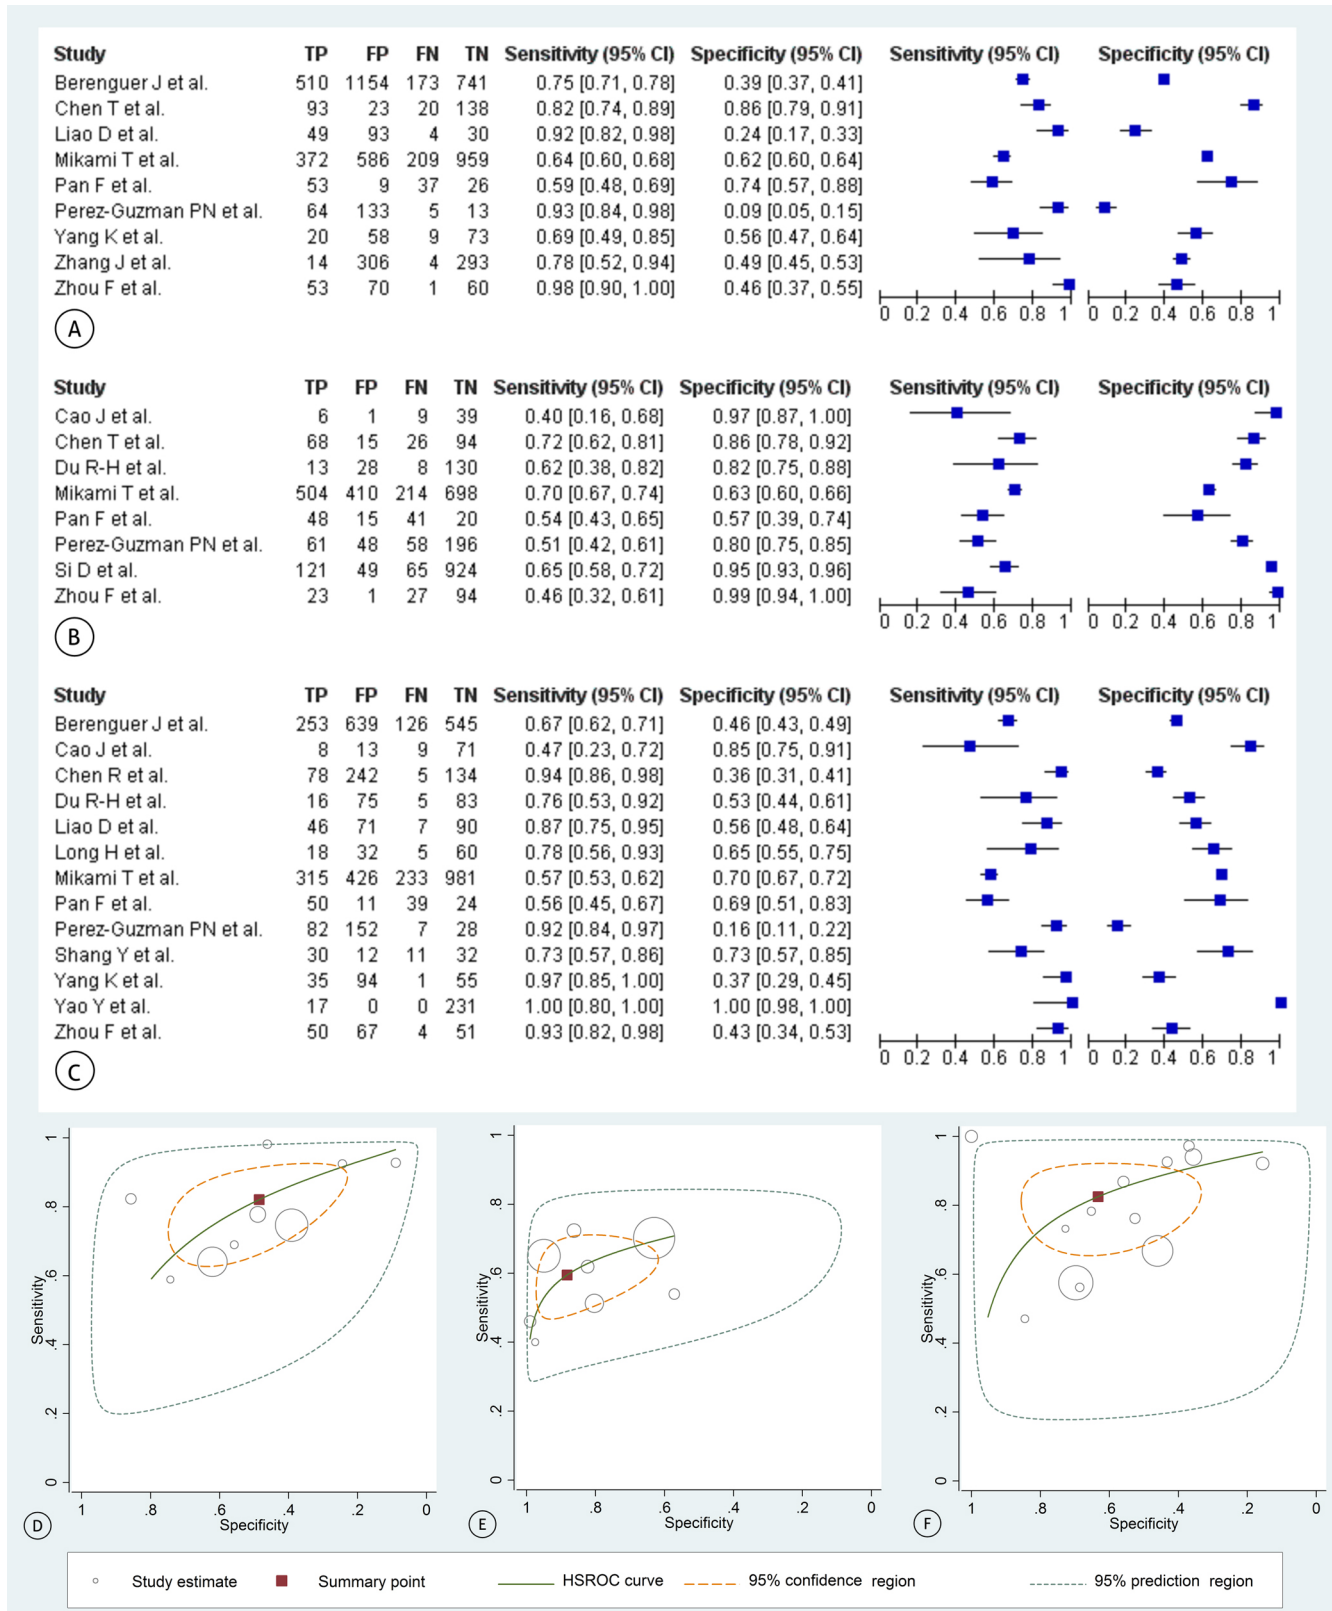 Study TP FP FN TN Sensitivity (95% CI) Specificity (95% CI) Sensitivity (95% CI) Specificity (95% CI)
Berenguer J et al. 510 1154 173 741 0.75 [0.71, 0.78] 0.39 [0.37, 0.41]
Chen T et al. 93 23 20 138 0.82 [0.74, 0.89] 0.86 [0.79, 0.91]
Liao D et al. 49 93 4 30 0.92 [0.82, 0.98] 0.24 [0.17, 0.33]
Mikami T et al. 372 586 209 959 0.64 [0.60, 0.68] 0.62 [0.60, 0.64]
Pan F et al. 53 9 37 26 0.59 [0.48, 0.69] 0.74 [0.57, 0.88]
Perez-Guzman PN et al. 64 133 5 13 0.93 [0.84, 0.98] 0.09 [0.05, 0.15]
Yang K et al. 20 58 9 73 0.69 [0.49, 0.85] 0.56 [0.47, 0.64]
Zhang J et al. 14 306 4 293 0.78 [0.52, 0.94] 0.49 [0.45, 0.53]
Zhou F et al. 53 70 1 60 0.98 [0.90, 1.00] 0.46 [0.37, 0.55]
0 0.2 0.4 0.6 0.8 1 0 0.2 0.4 0.6 0.8 1
A
Study TP FP FN TN Sensitivity (95% CI) Specificity (95% CI) Sensitivity (95% CI) Specificity (95% CI)
Cao J et al. 6 1 9 39 0.40 [0.16, 0.68] 0.97 [0.87, 1.00]
Chen T et al. 68 15 26 94 0.72 [0.62, 0.81] 0.86 [0.78, 0.92]
Du R-H et al. 13 28 8 130 0.62 [0.38, 0.82] 0.82 [0.75, 0.88]
Mikami T et al. 504 410 214 698 0.70 [0.67, 0.74] 0.63 [0.60, 0.66]
Pan F et al. 48 15 41 20 0.54 [0.43, 0.65] 0.57 [0.39, 0.74]
Perez-Guzman PN et al. 61 48 58 196 0.51 [0.42, 0.61] 0.80 [0.75, 0.85]
Si D et al. 121 49 65 924 0.65 [0.58, 0.72] 0.95 [0.93, 0.96]
Zhou F et al. 23 1 27 94 0.46 [0.32, 0.61] 0.99 [0.94, 1.00]
0 0.2 0.4 0.6 0.8 1 0 0.2 0.4 0.6 0.8 1
B
Study TP FP FN TN Sensitivity (95% CI) Specificity (95% CI) Sensitivity (95% CI) Specificity (95% CI)
Berenguer J et al. 253 639 126 545 0.67 [0.62, 0.71] 0.46 [0.43, 0.49]
Cao J et al. 8 13 9 71 0.47 [0.23, 0.72] 0.85 [0.75, 0.91]
Chen R et al. 78 242 5 134 0.94 [0.86, 0.98] 0.36 [0.31, 0.41]
Du R-H et al. 16 75 5 83 0.76 [0.53, 0.92] 0.53 [0.44, 0.61]
Liao D et al. 46 71 7 90 0.87 [0.75, 0.95] 0.56 [0.48, 0.64]
Long H et al. 18 32 5 60 0.78 [0.56, 0.93] 0.65 [0.55, 0.75]
Mikami T et al. 315 426 233 981 0.57 [0.53, 0.62] 0.70 [0.67, 0.72]
Pan F et al. 50 11 39 24 0.56 [0.45, 0.67] 0.69 [0.51, 0.83]
Perez-Guzman PN et al. 82 152 7 28 0.92 [0.84, 0.97] 0.16 [0.11, 0.22]
Shang Y et al. 30 12 11 32 0.73 [0.57, 0.86] 0.73 [0.57, 0.85]
Yang K et al. 35 94 1 55 0.97 [0.85, 1.00] 0.37 [0.29, 0.45]
Yao Y et al. 17 0 0 231 1.00 [0.80, 1.00] 1.00 [0.98, 1.00]
Zhou F et al. 50 67 4 51 0.93 [0.82, 0.98] 0.43 [0.34, 0.53]
0 0.2 0.4 0.6 0.8 1 0 0.2 0.4 0.6 0.8 1
C
Sensitivity
1
.8
.6
.4
.2
0
1 .8 .6 .4 .2 0
Specificity
D
Sensitivity
1
.8
.6
.4
.2
0
1 .8 .6 .4 .2 0
Specificity
E
Sensitivity
1
.8
.6
.4
.2
0
1 .8 .6 .4 .2 0
Specificity
F
Study estimate Summary point HSROC curve 95% confidence region 95% prediction region